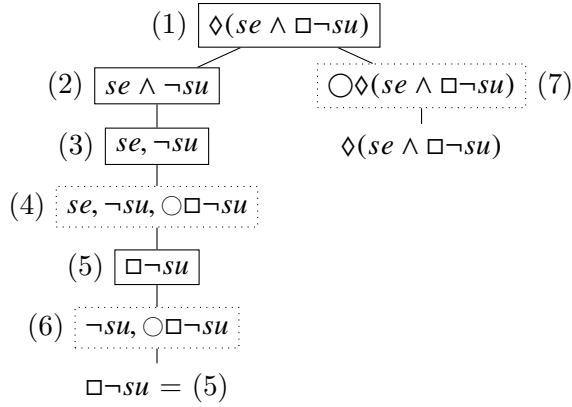 (1) ◊(se ∧ □¬su)
(2) se ∧ ¬su
◯◊(se ∧ □¬su) (7)
(3) se, ¬su
◊(se ∧ □¬su)
(4) se, ¬su, ◯□¬su
(5) □¬su
(6) ¬su, ◯□¬su
□¬su = (5)